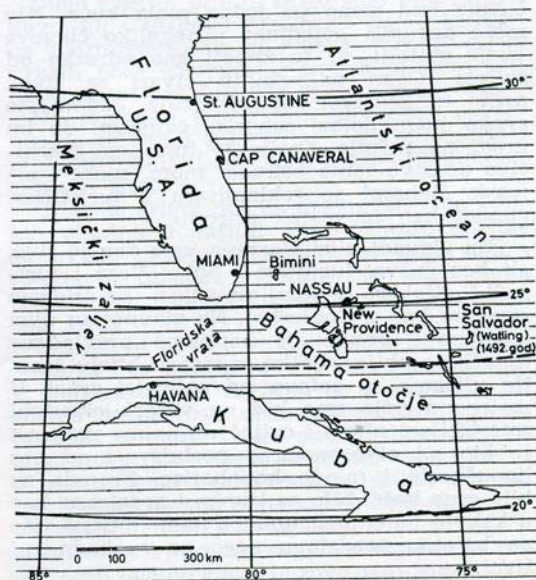 Florida
U.S.A.
Atlantski ocean
30°
St. AUGUSTINE
CAP CANAVERAL
Meksički zaljev
MIAMI
Bimini
NASSAU
25°
New
Providence
San
Salvador
(Watling)
(1492.god.)
Floridska
vrata
Bahama otočje
HAVANA
Kuba
20°
85°
0 100 300 km
80°
75°